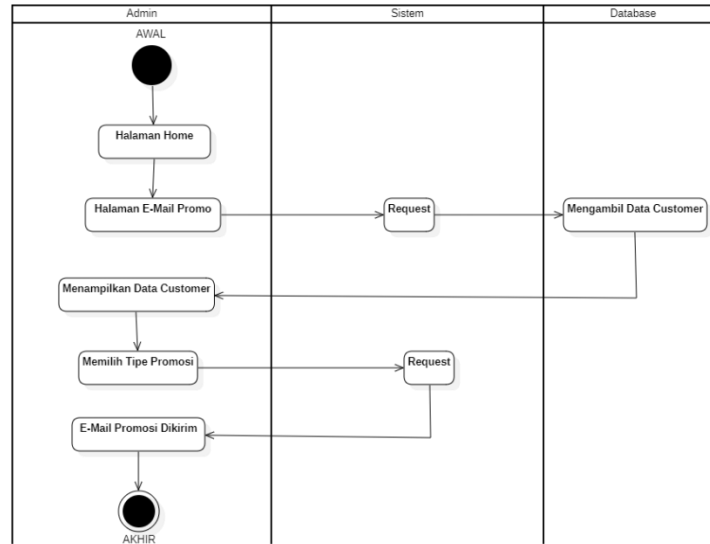 Admin
Sistem
Database
AWAL
Halaman Home
Halaman E-Mail Promo
Request
Mengambil Data Customer
Menampilkan Data Customer
Memilih Tipe Promosi
Request
E-Mail Promosi Dikirim
AKHIR